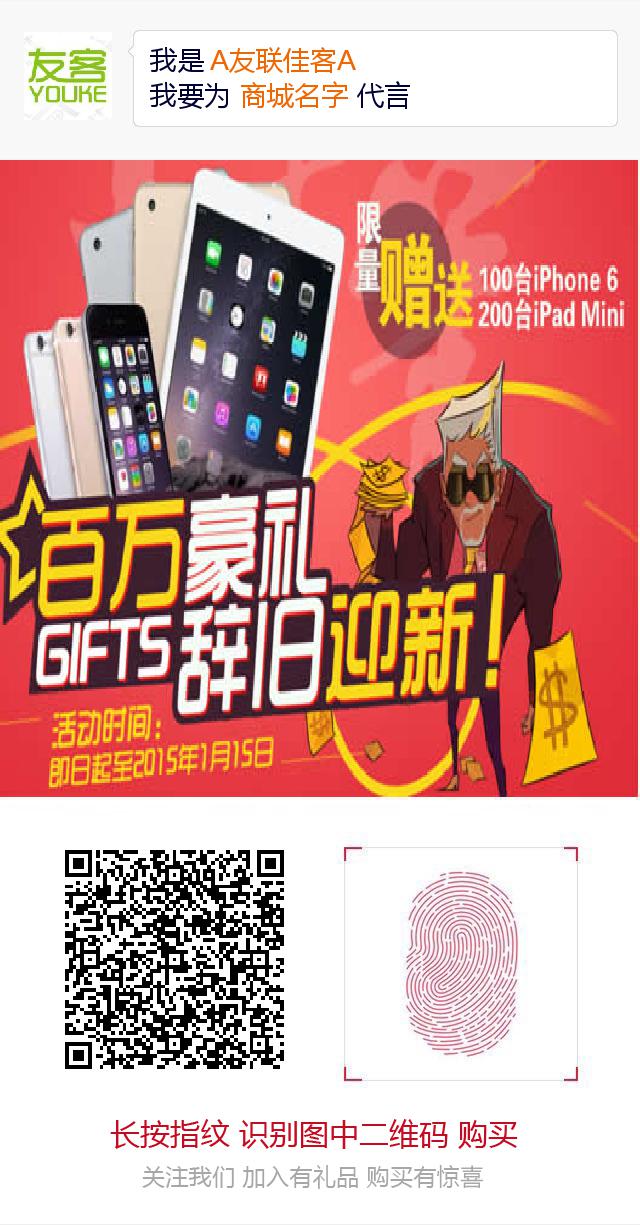 友客
YOUKE
我是 A友联佳客A
我要为 商城名字 代言
限量赠送
100台iPhone 6
200台iPad Mini
百万豪礼
GIFTS辞旧迎新!
活动时间:
即日起至2015年1月15日
长按指纹 识别图中二维码 购买
关注我们 加入有礼品 购买有惊喜